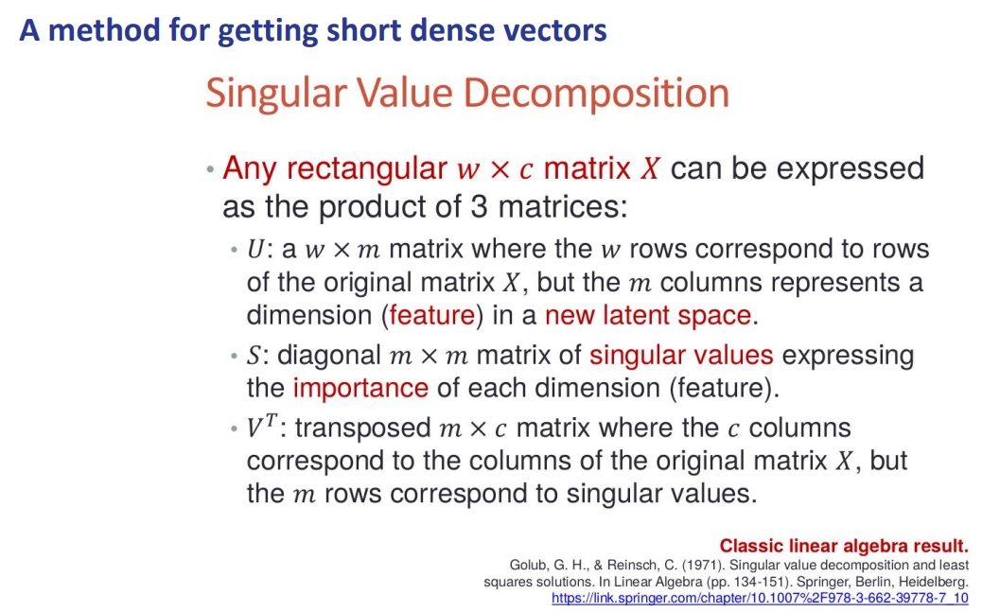 A method for getting short dense vectors
Singular Value Decomposition
• Any rectangular w × c matrix X can be expressed
as the product of 3 matrices:
• U: a w × m matrix where the w rows correspond to rows
of the original matrix X, but the m columns represents a
dimension (feature) in a new latent space.
• S: diagonal m × m matrix of singular values expressing
the importance of each dimension (feature).
• Vᵀ: transposed m × c matrix where the c columns
correspond to the columns of the original matrix X, but
the m rows correspond to singular values.
Classic linear algebra result.
Golub, G. H., & Reinsch, C. (1971). Singular value decomposition and least
squares solutions. In Linear Algebra (pp. 134-151). Springer, Berlin, Heidelberg.
https://link.springer.com/chapter/10.1007%2F978-3-662-39778-7_10